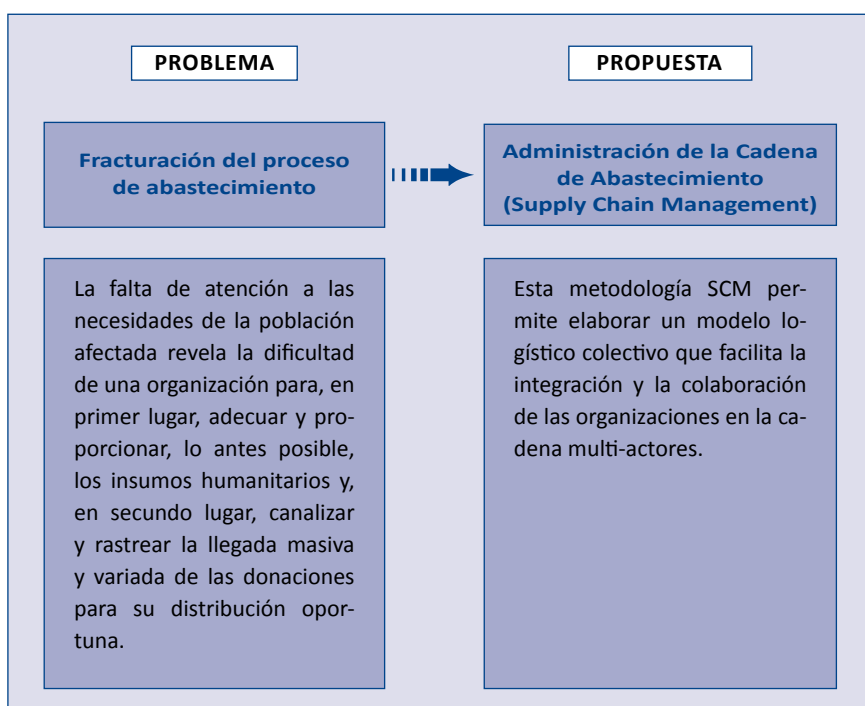 PROBLEMA
Fracturación del proceso
de abastecimiento
La falta de atención a las
necesidades de la población
afectada revela la dificultad
de una organización para, en
primer lugar, adecuar y pro-
porcionar, lo antes posible,
los insumos humanitarios y,
en secundo lugar, canalizar
y rastrear la llegada masiva
y variada de las donaciones
para su distribución opor-
tuna.
PROPUESTA
Administración de la Cadena
de Abastecimiento
(Supply Chain Management)
Esta metodología SCM per-
mite elaborar un modelo lo-
gístico colectivo que facilita la
integración y la colaboración
de las organizaciones en la ca-
dena multi-actores.